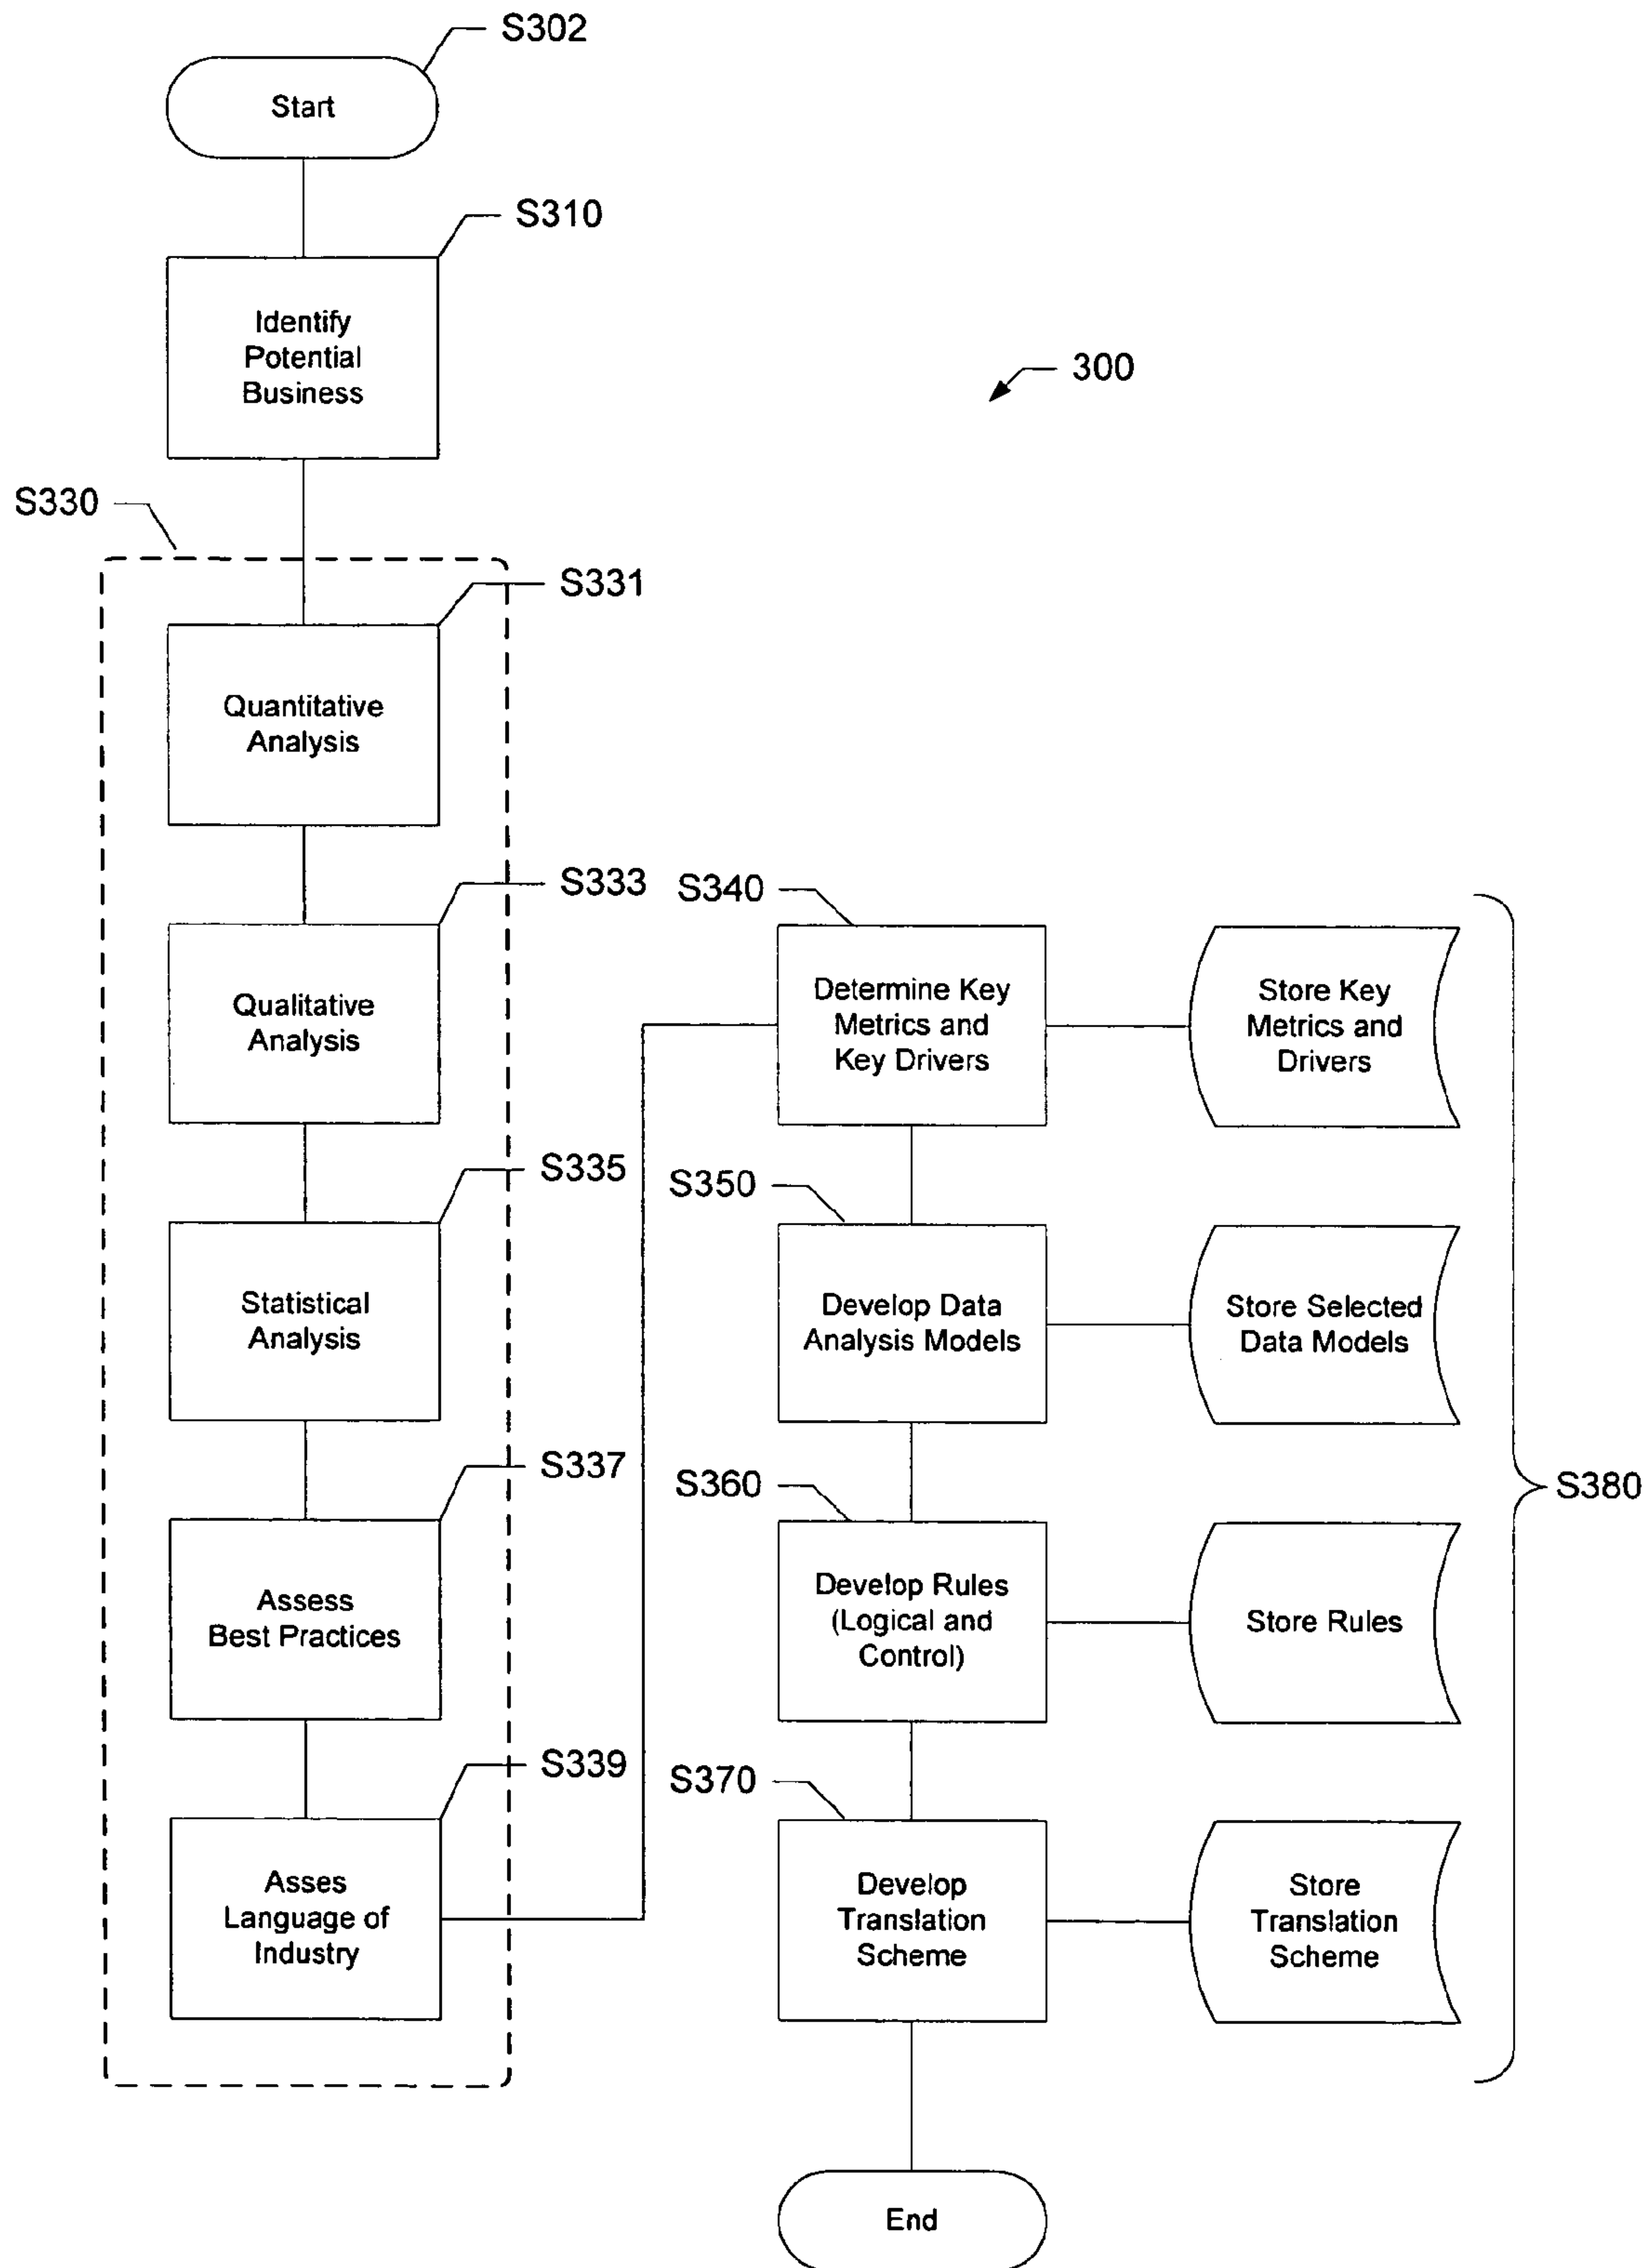 S302
Start
S310
Identify
Potential
Business
300
S330
S331
Quantitative
Analysis
S333
Qualitative
Analysis
S335
Statistical
Analysis
S337
Assess
Best Practices
S339
Asses
Language of
Industry
S340
Determine Key
Metrics and
Key Drivers
Store Key
Metrics and
Drivers
S350
Develop Data
Analysis Models
Store Selected
Data Models
S360
Develop Rules
(Logical and
Control)
Store Rules
S370
Develop
Translation
Scheme
Store
Translation
Scheme
S380
End